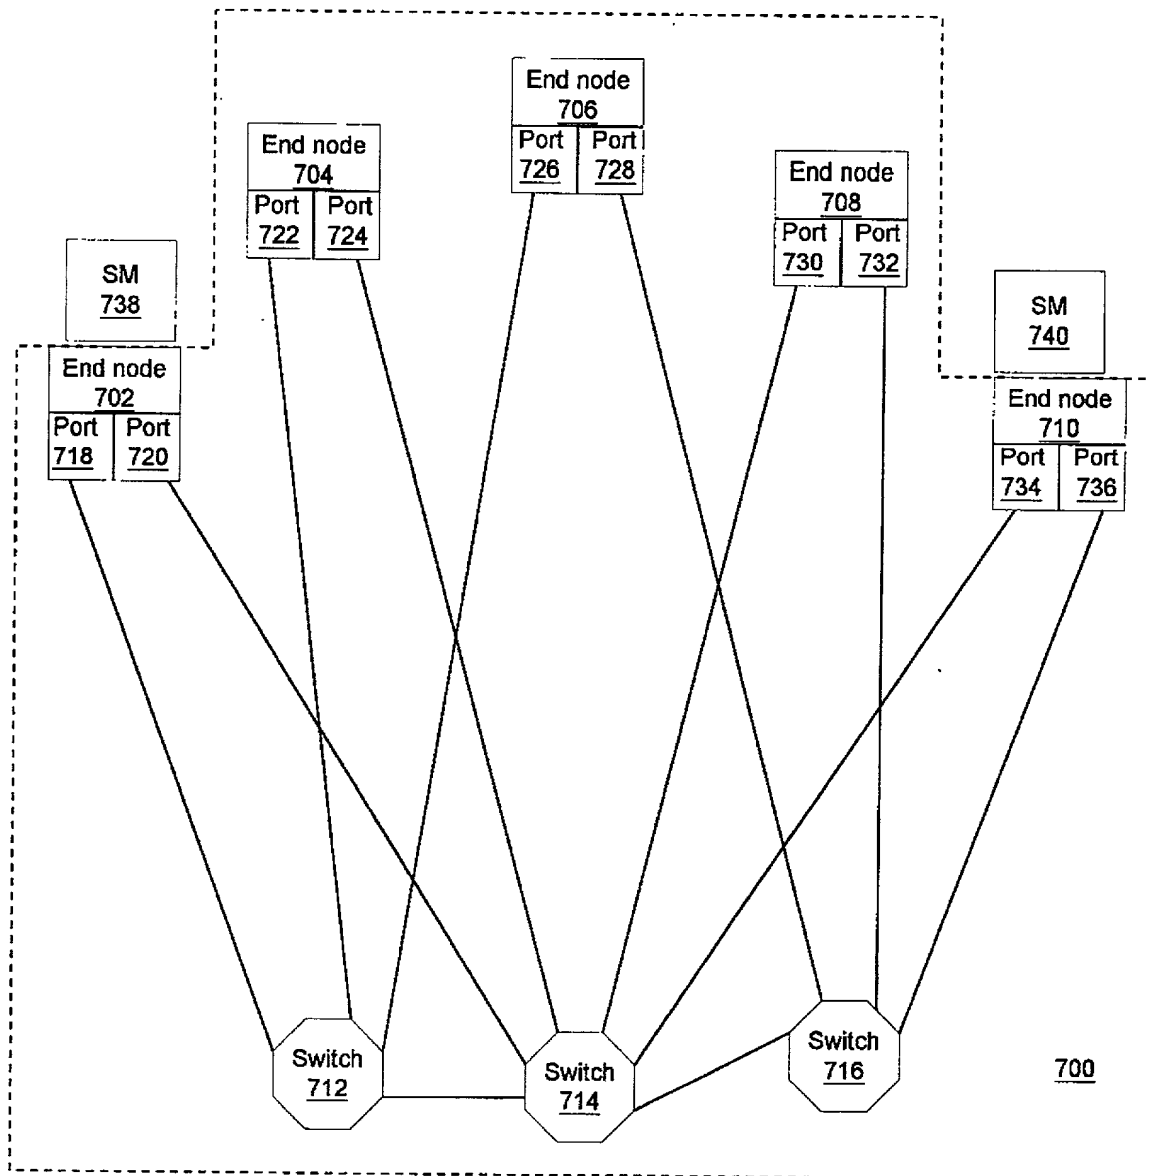 End node
706
Port
726
Port
728
End node
704
Port
722
Port
724
End node
708
Port
730
Port
732
SM
738
SM
740
End node
702
Port
718
Port
720
End node
710
Port
734
Port
736
Switch
712
Switch
714
Switch
716
700